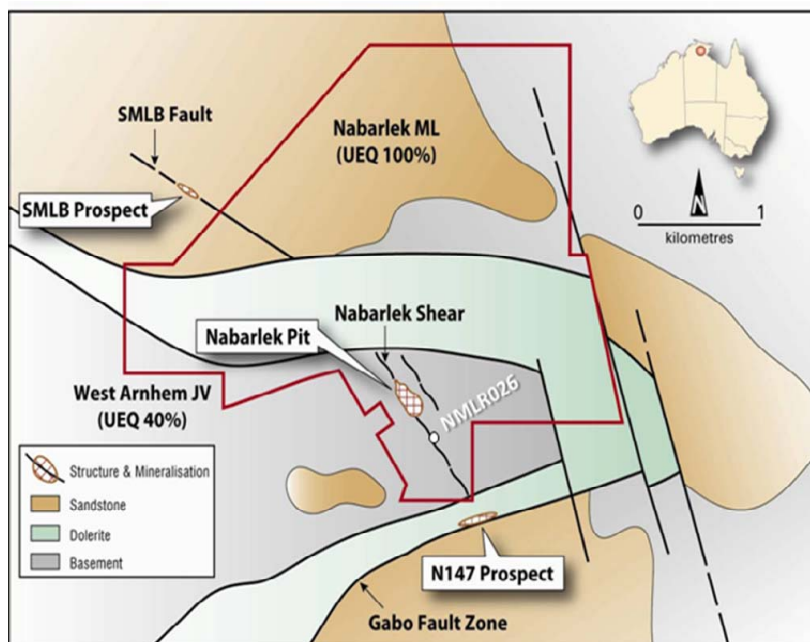 SMLB Fault
Nabarlek ML
(UEQ 100%)
SMLB Prospect
N
0
1
kilometres
Nabarlek Shear
Nabarlek Pit
West Arnhem JV
(UEQ 40%)
NMLR026
Structure & Mineralisation
Sandstone
Dolerite
Basement
N147 Prospect
Gabo Fault Zone